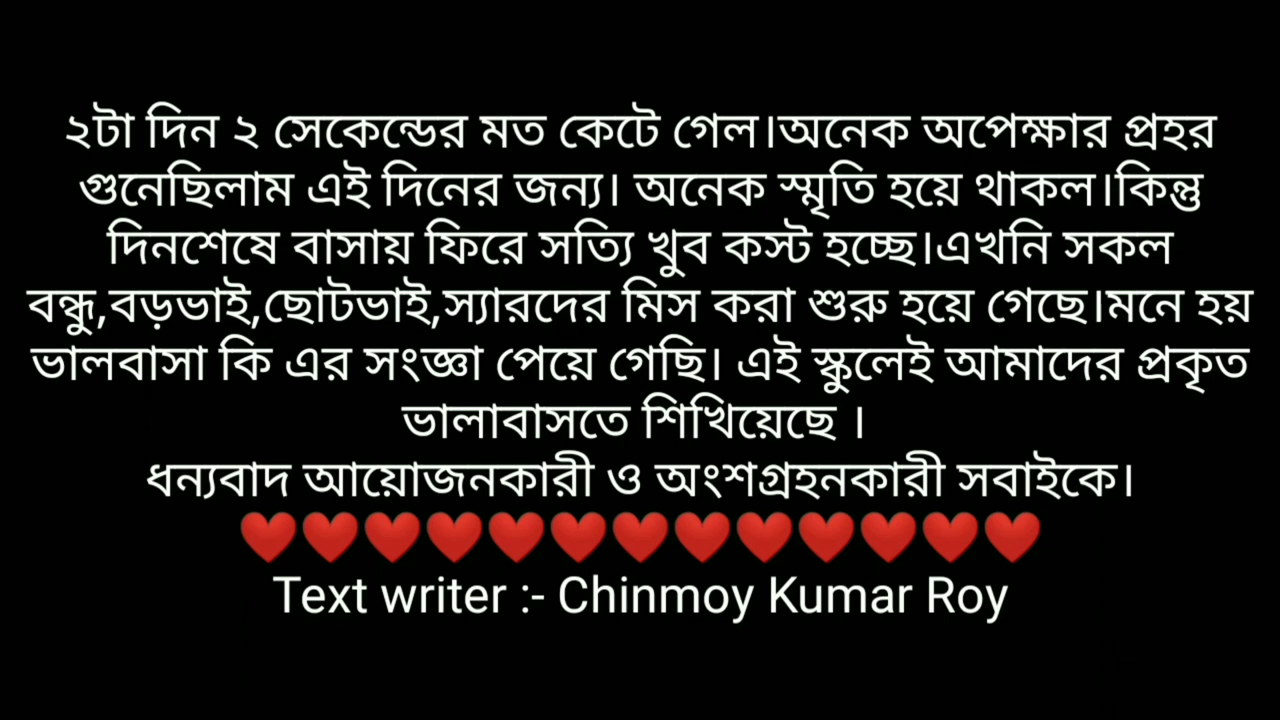 ২টা দিন ২ সেকেন্ডের মত কেটে গেল।অনেক অপেক্ষার প্রহর
গুনেছিলাম এই দিনের জন্য। অনেক স্মৃতি হয়ে থাকল।কিন্তু
দিনশেষে বাসায় ফিরে সত্যি খুব কস্ট হচ্ছে।এখনি সকল
বন্ধু,বড়ভাই,ছোটভাই,স্যারদের মিস করা শুরু হয়ে গেছে।মনে হয়
ভালবাসা কি এর সংজ্ঞা পেয়ে গেছি। এই স্কুলেই আমাদের প্রকৃত
ভালাবাসতে শিখিয়েছে ।
ধন্যবাদ আয়োজনকারী ও অংশগ্রহনকারী সবাইকে।
❤️❤️❤️❤️❤️❤️❤️❤️❤️❤️❤️❤️❤️
Text writer :- Chinmoy Kumar Roy